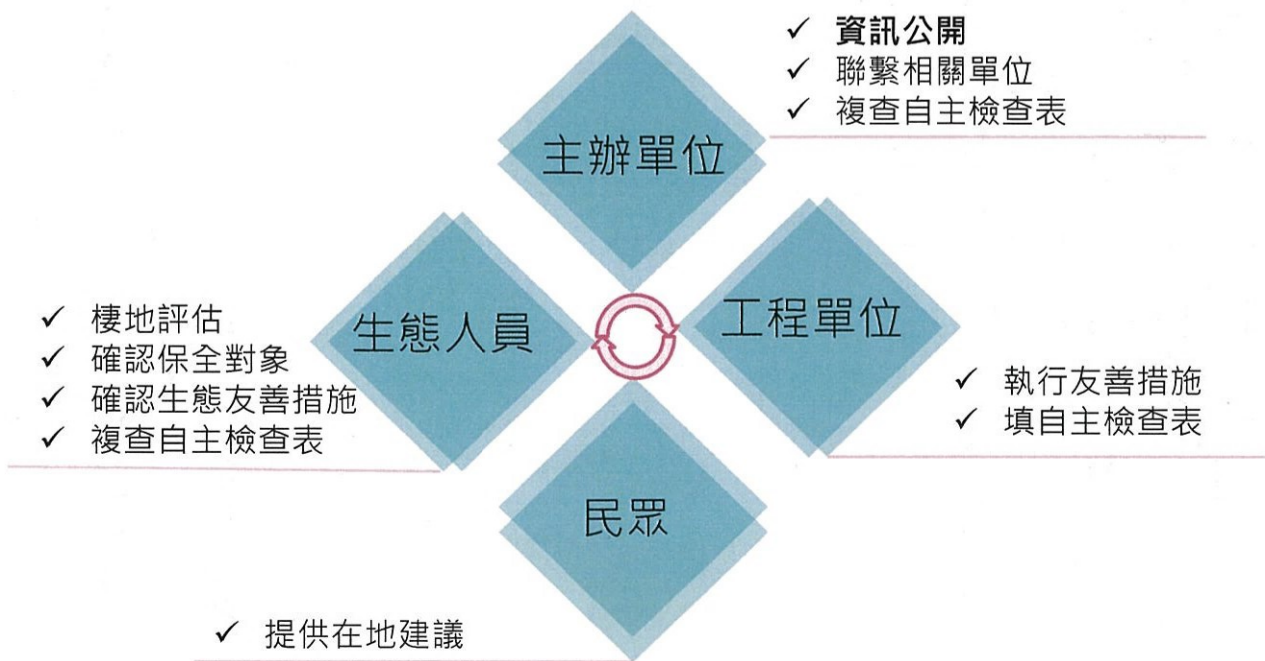 主辦單位
✓ 資訊公開
✓ 聯繫相關單位
✓ 複查自主檢查表
生態人員
✓ 棲地評估
✓ 確認保全對象
✓ 確認生態友善措施
✓ 複查自主檢查表
工程單位
✓ 執行友善措施
✓ 填自主檢查表
民眾
✓ 提供在地建議